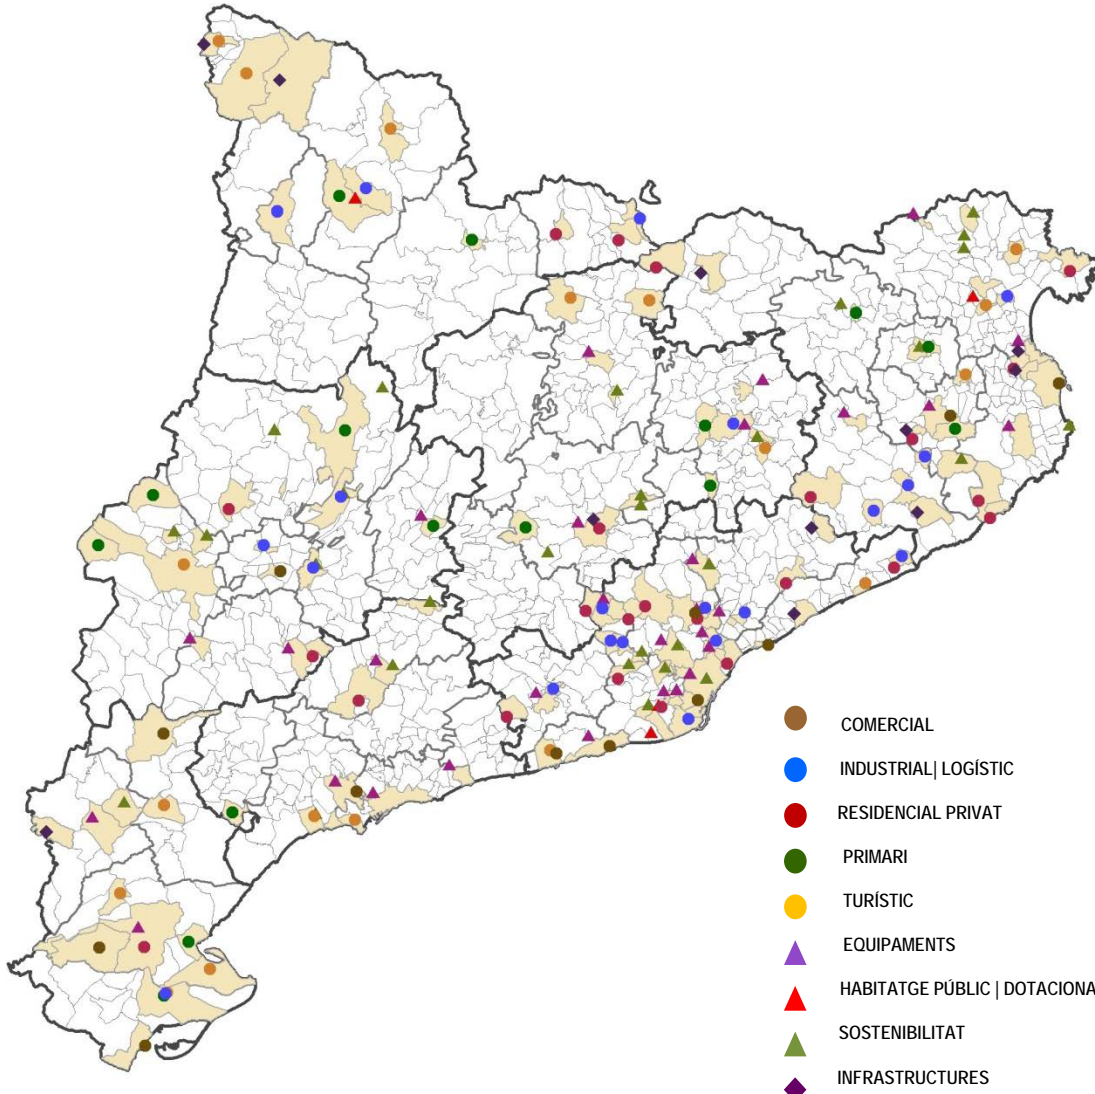 COMERCIAL
INDUSTRIAL| LOGÍSTIC
RESIDENCIAL PRIVAT
PRIMARI
TURÍSTIC
EQUIPAMENTS
HABITATGE PÚBLIC | DOTACIONA
SOSTENIBILITAT
INFRASTRUCTURES